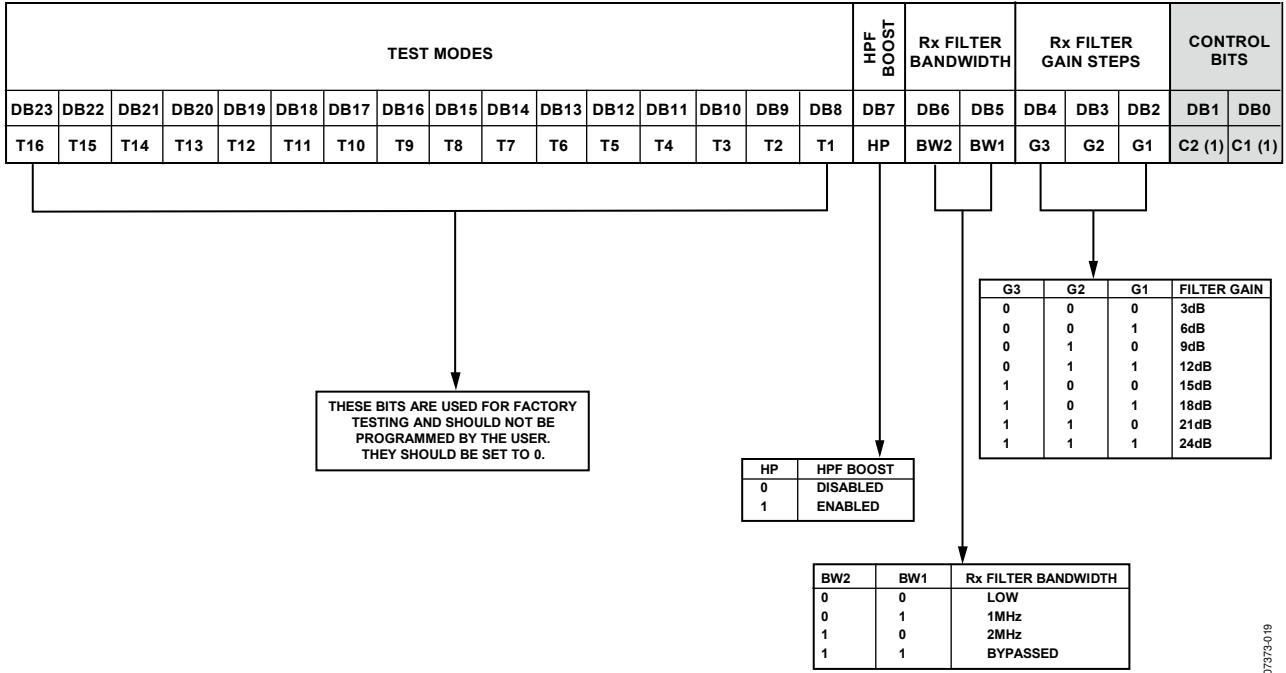 TEST MODES
HPF BOOST
Rx FILTER BANDWIDTH
Rx FILTER GAIN STEPS
CONTROL BITS
DB23 DB22 DB21 DB20 DB19 DB18 DB17 DB16 DB15 DB14 DB13 DB12 DB11 DB10 DB9 DB8 DB7 DB6 DB5 DB4 DB3 DB2 DB1 DB0
T16 T15 T14 T13 T12 T11 T10 T9 T8 T7 T6 T5 T4 T3 T2 T1 HP BW2 BW1 G3 G2 G1 C2 (1) C1 (1)
G3 G2 G1 FILTER GAIN
0 0 0 3dB
0 0 1 6dB
0 1 0 9dB
0 1 1 12dB
1 0 0 15dB
1 0 1 18dB
1 1 0 21dB
1 1 1 24dB
THESE BITS ARE USED FOR FACTORY
TESTING AND SHOULD NOT BE
PROGRAMMED BY THE USER.
THEY SHOULD BE SET TO 0.
HP HPF BOOST
0 DISABLED
1 ENABLED
BW2 BW1 Rx FILTER BANDWIDTH
0 0 LOW
0 1 1MHz
1 0 2MHz
1 1 BYPASSED
07373-019